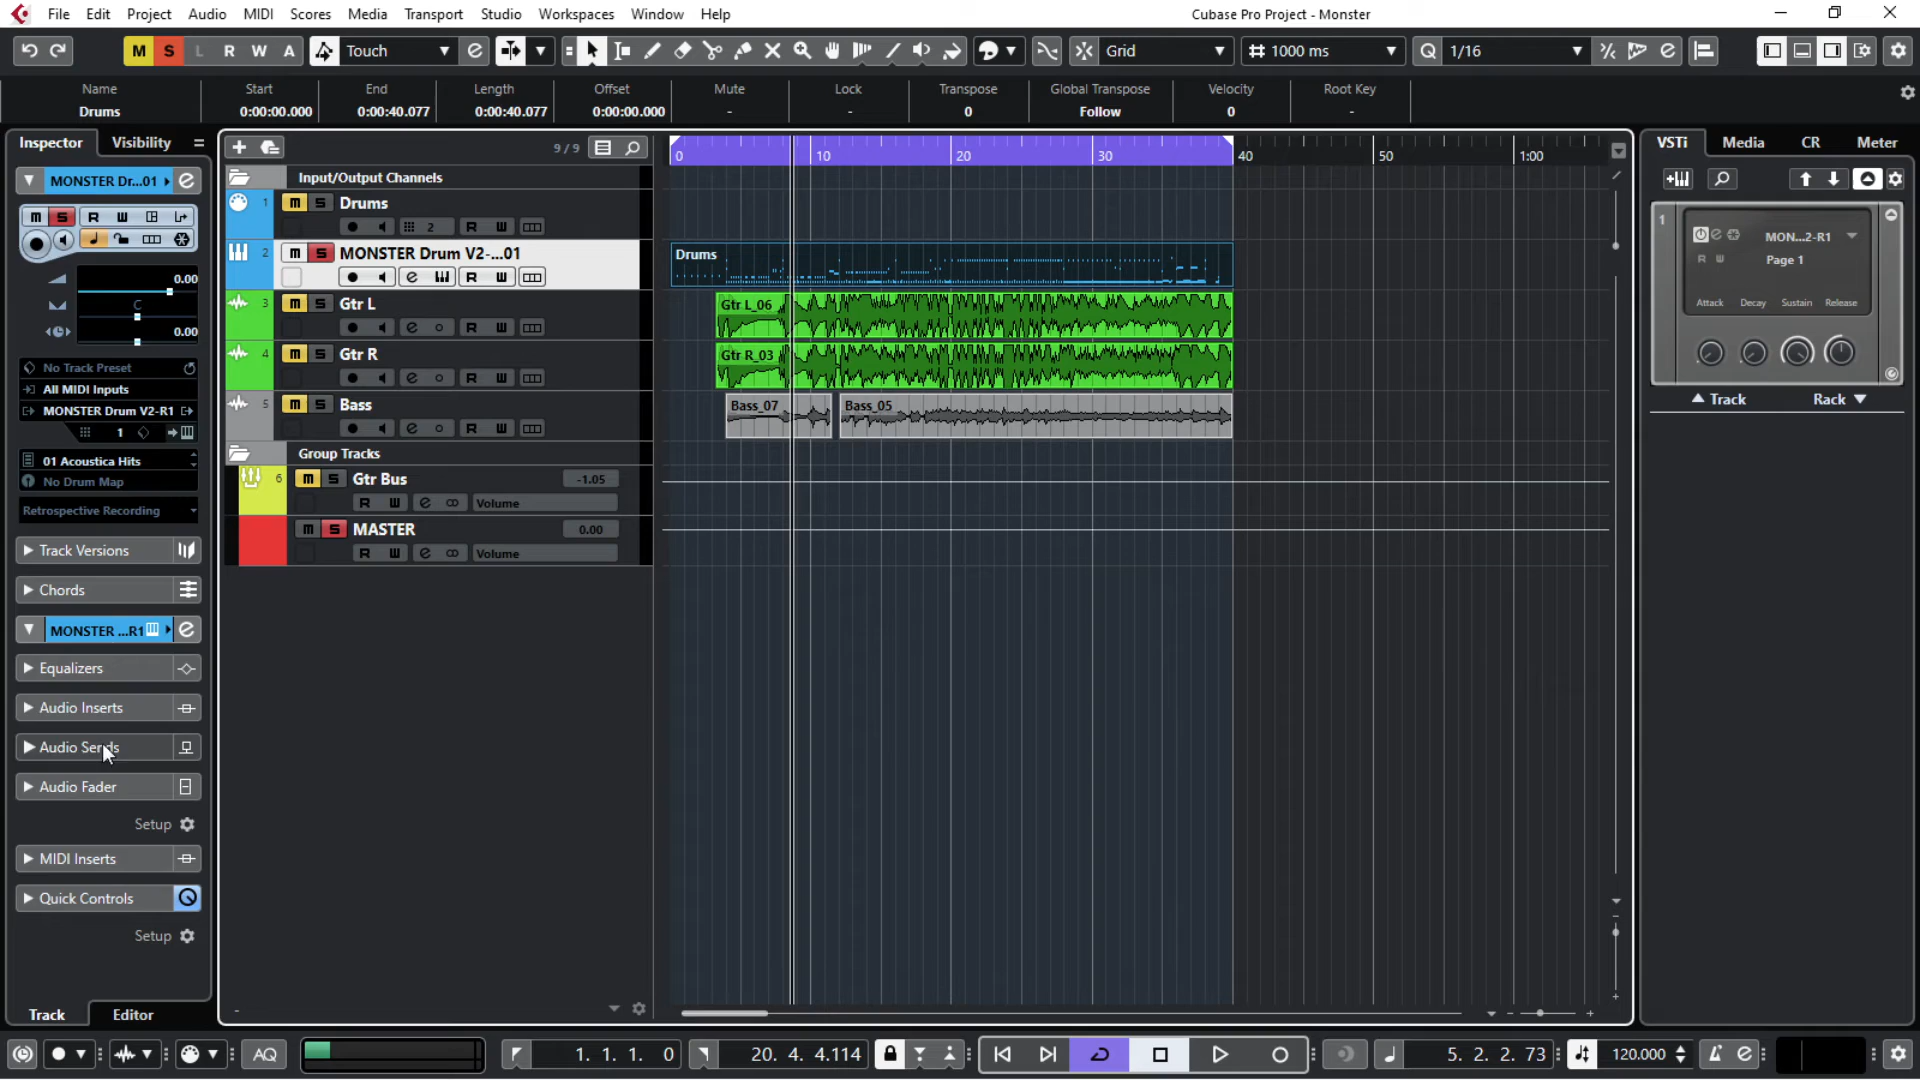 File Edit Project Audio MIDI Scores Media Transport Studio Workspaces Window Help Cubase Pro Project - Monster
M S L R W A Touch Grid 1000 ms Q 1/16
Name Start End Length Offset Mute Lock Transpose Global Transpose Velocity Root Key
Drums 0:00:00.000 0:00:40.077 0:00:40.077 0:00:00.000 - - 0 Follow 0 -
Inspector Visibility
MONSTER Dr...01
M S R W
0.00
C
0.00
No Track Preset
All MIDI Inputs
MONSTER Drum V2-R1
1
01 Acoustica Hits
No Drum Map
Retrospective Recording
Track Versions
Chords
MONSTER ...R1
Equalizers
Audio Inserts
Audio Sends
Audio Fader
Setup
MIDI Inserts
Quick Controls
Setup
Track Editor
9 / 9
Input/Output Channels
1 M S Drums
2 R W
2 M S MONSTER Drum V2-...01
R W
3 M S Gtr L
R W
4 M S Gtr R
R W
5 M S Bass
R W
Group Tracks
6 M S Gtr Bus -1.05
R W Volume
M S MASTER 0.00
R W Volume
0 10 20 30 40 50 1:00
Drums
Gtr L_06
Gtr R_03
Bass_07 Bass_05
VSTi Media CR Meter
1
MON...2-R1
R W Page 1
Attack Decay Sustain Release
Track Rack
AQ 1. 1. 1. 0 20. 4. 4.114 5. 2. 2. 73 120.000